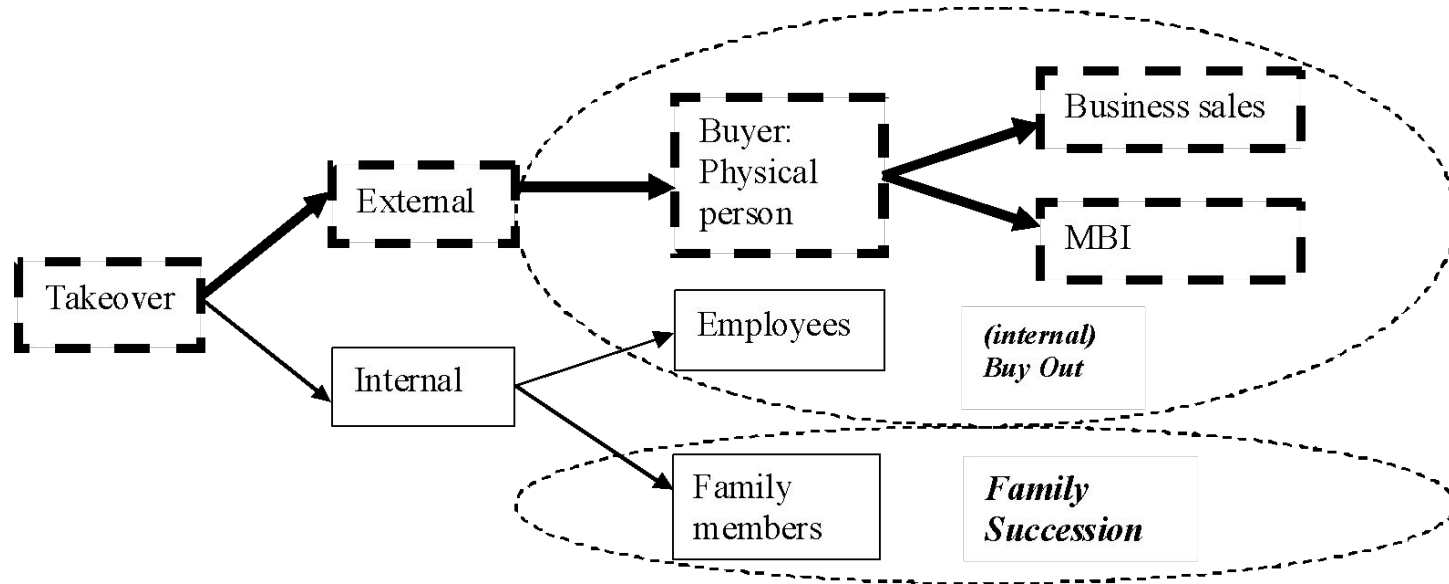 Business sales
Buyer:
Physical
person
External
MBI
Takeover
Employees
(internal)
Buy Out
Internal
Family
members
Family
Succession